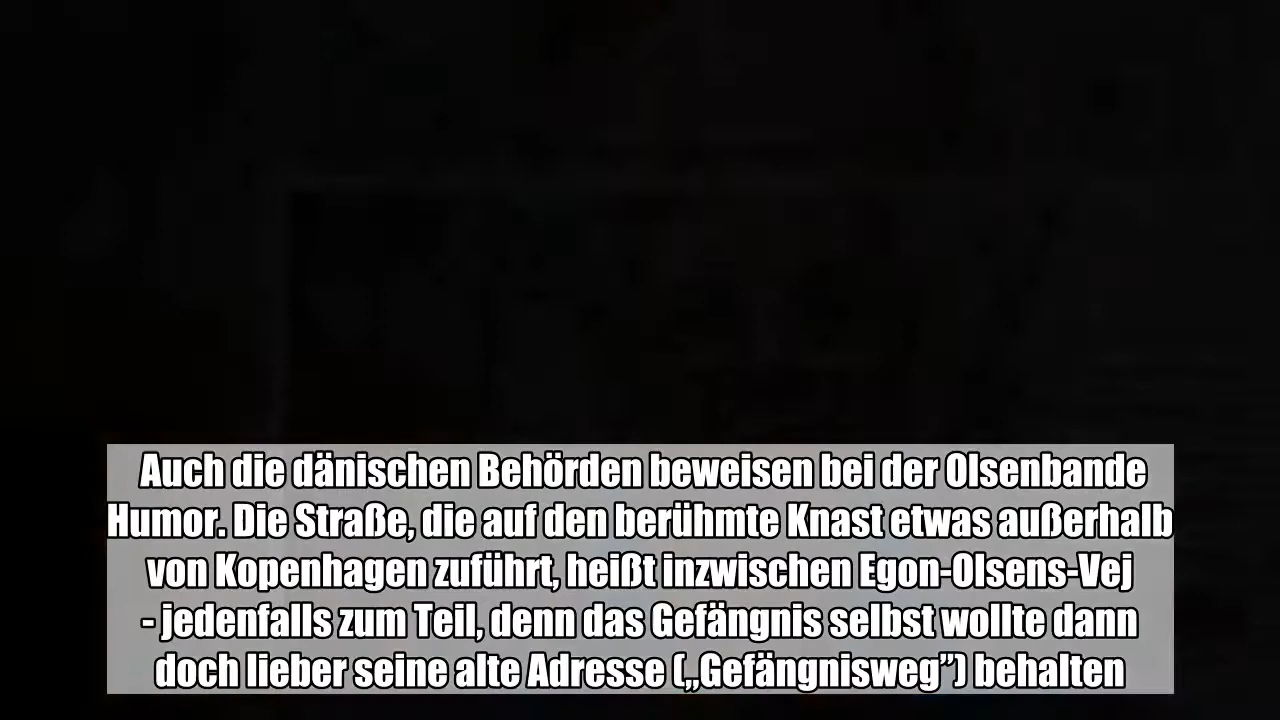 Auch die dänischen Behörden beweisen bei der Olsenbande
Humor. Die Straße, die auf den berühmte Knast etwas außerhalb
von Kopenhagen zuführt, heißt inzwischen Egon-Olsens-Vej
- jedenfalls zum Teil, denn das Gefängnis selbst wollte dann
doch lieber seine alte Adresse („Gefängnisweg”) behalten